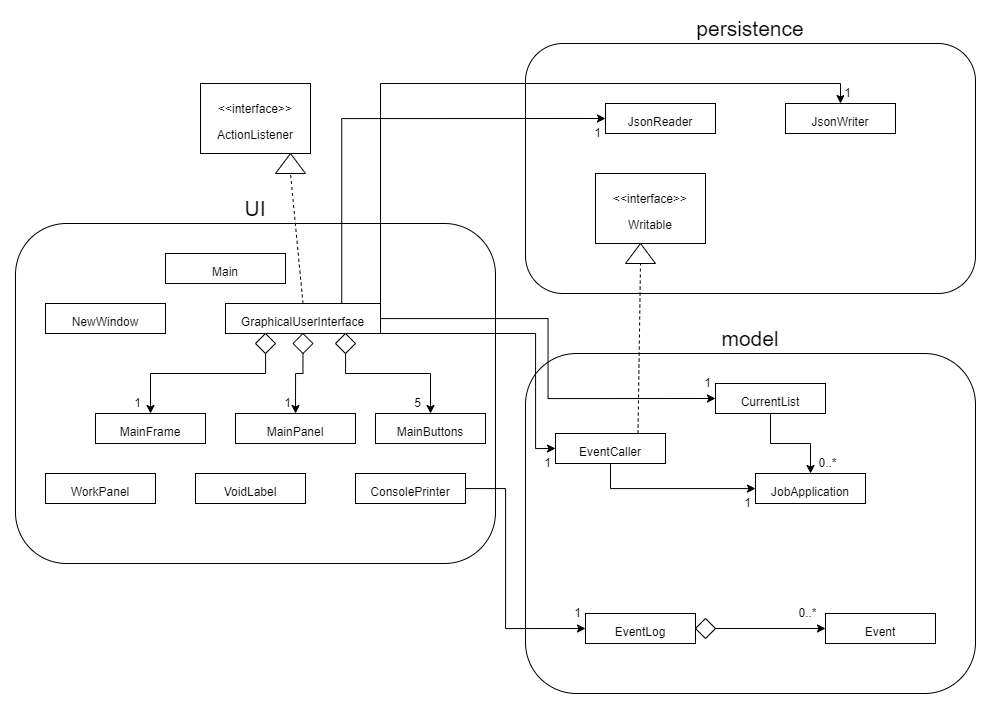 persistence
<<interface>>
ActionListener
1
JsonReader
1
JsonWriter
<<interface>>
Writable
UI
Main
NewWindow
GraphicalUserInterface
1
MainFrame
1
MainPanel
5
MainButtons
WorkPanel
VoidLabel
ConsolePrinter
model
1
CurrentList
1
EventCaller
0..*
1
JobApplication
1
EventLog
0..*
Event